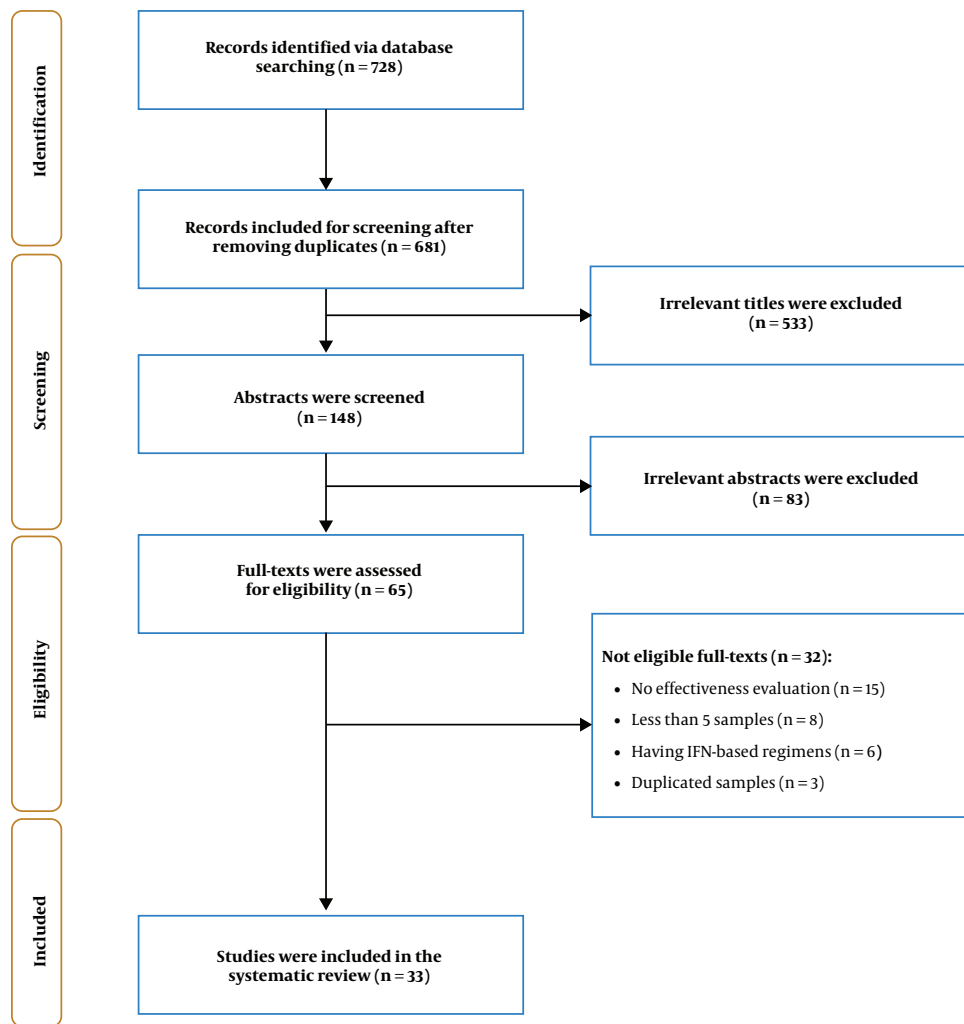 Identification
Records identified via database
searching (n = 728)
Records included for screening after
removing duplicates (n = 681)
Screening
Irrelevant titles were excluded
(n = 533)
Abstracts were screened
(n = 148)
Irrelevant abstracts were excluded
(n = 83)
Eligibility
Full-texts were assessed
for eligibility (n = 65)
Not eligible full-texts (n = 32):
• No effectiveness evaluation (n = 15)
• Less than 5 samples (n = 8)
• Having IFN-based regimens (n = 6)
• Duplicated samples (n = 3)
Included
Studies were included in the
systematic review (n = 33)